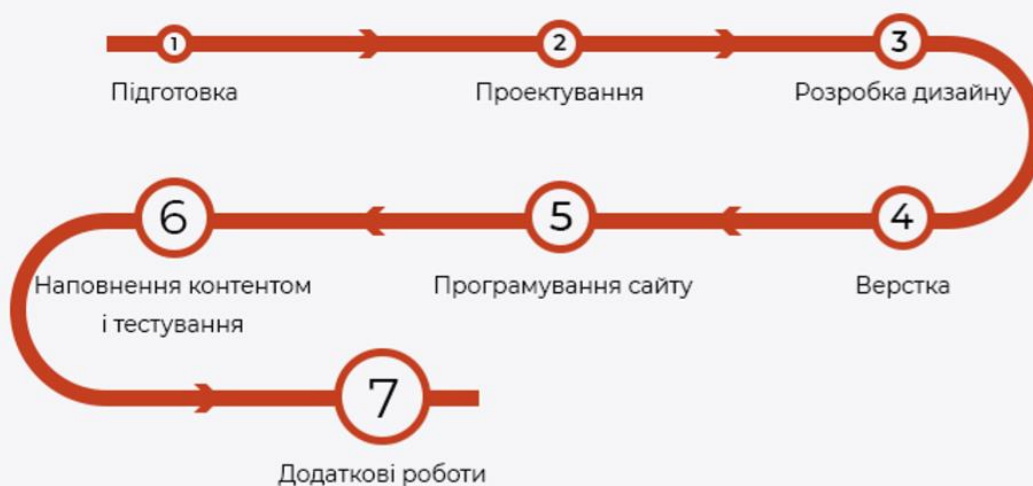 1
2
3
Підготовка
Проектування
Розробка дизайну
4
5
6
Верстка
Програмування сайту
Наповнення контентом
і тестування
7
Додаткові роботи